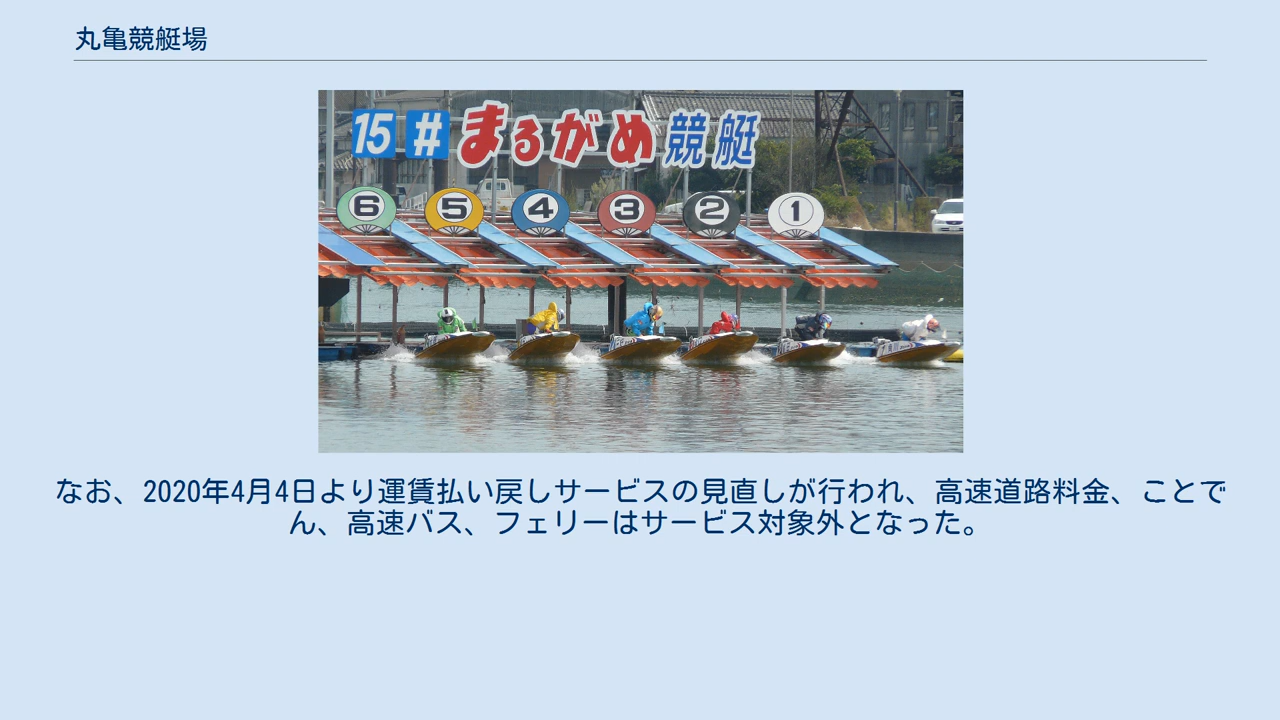 丸亀競艇場
15# まるがめ競艇
6 5 4 3 2 1
なお、2020年4月4日より運賃払い戻しサービスの見直しが行われ、高速道路料金、ことで
ん、高速バス、フェリーはサービス対象外となった。